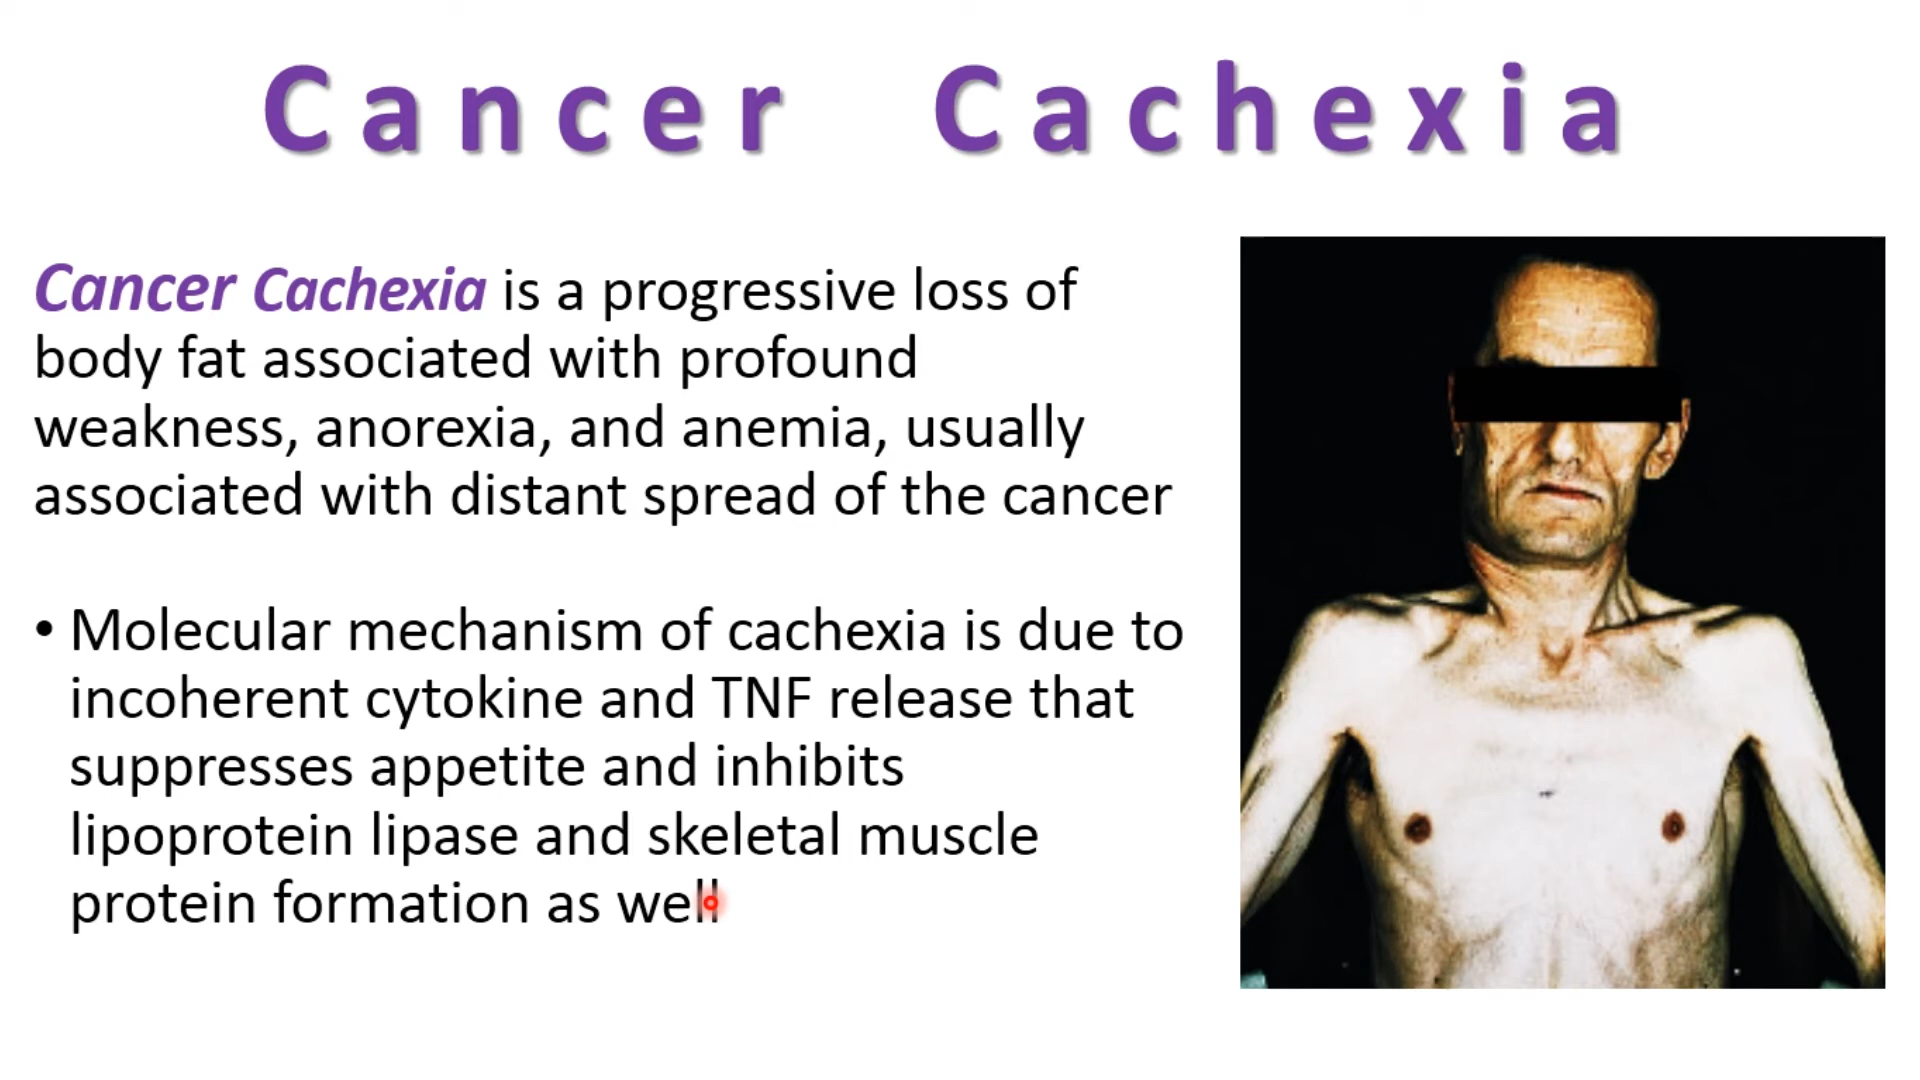 Cancer Cachexia
Cancer Cachexia is a progressive loss of
body fat associated with profound
weakness, anorexia, and anemia, usually
associated with distant spread of the cancer
• Molecular mechanism of cachexia is due to
incoherent cytokine and TNF release that
suppresses appetite and inhibits
lipoprotein lipase and skeletal muscle
protein formation as well